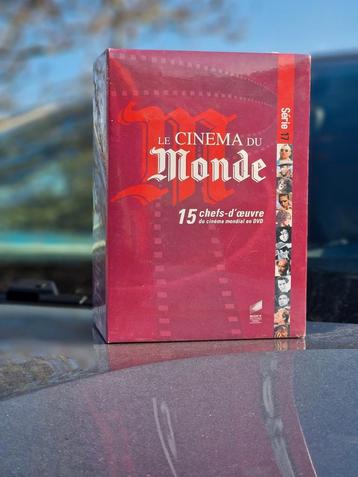 LE CINEMA DU
Monde
15 chefs-d'œuvre
du cinéma mondial en DVD
Série 17